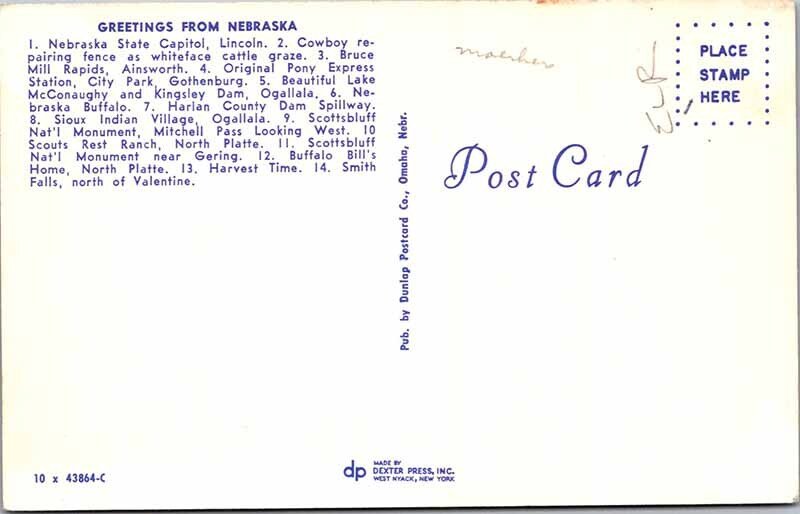 GREETINGS FROM NEBRASKA
1. Nebraska State Capitol, Lincoln. 2. Cowboy re-
pairing fence as whiteface cattle graze. 3. Bruce
Mill Rapids, Ainsworth. 4. Original Pony Express
Station, City Park, Gothenburg. 5. Beautiful Lake
McConaughy and Kingsley Dam, Ogallala, 6. Ne-
braska Buffalo. 7. Harlan County Dam Spillway.
8. Sioux Indian Village, Ogallala. 9. Scottsbluff
Nat'l Monument, Mitchell Pass Looking West. 10
Scouts Rest Ranch, North Platte. 11. Scottsbluff
Nat'l Monument near Gering. 12. Buffalo Bill's
Home, North Platte. 13. Harvest Time. 14. Smith
Falls, north of Valentine.
10 x 43864-C
Pub. by Dunlap Postcard Co., Omaha, Nebr.
dp
MADE BY
DEXTER PRESS, INC.
WEST NYACK, NEW YORK
PLACE
STAMP
HERE
Post Card